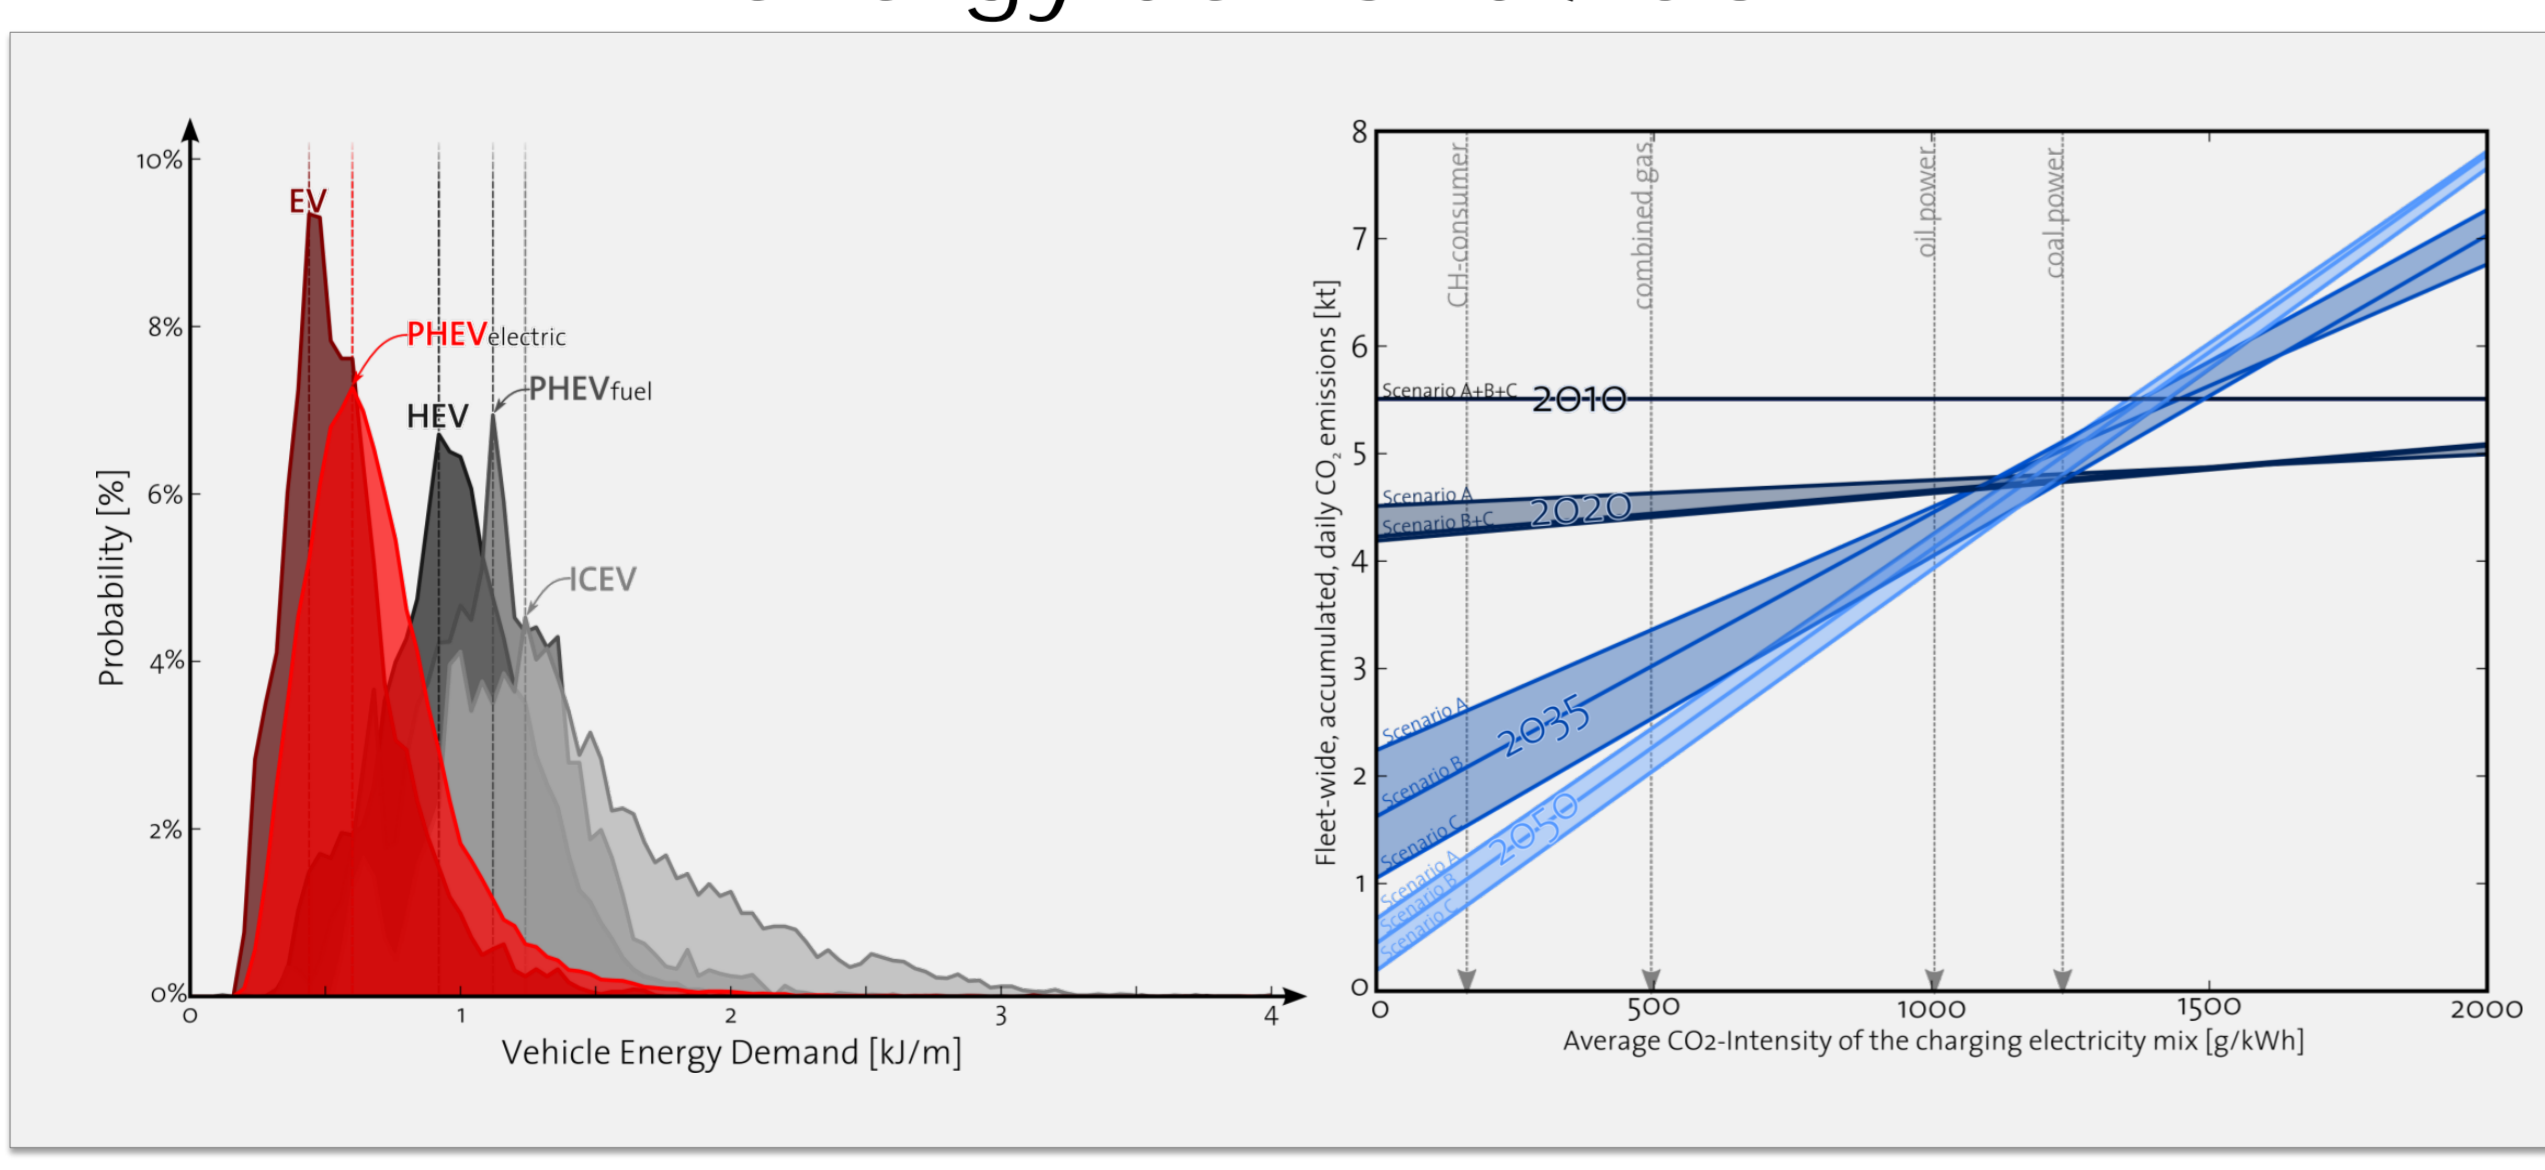 10%
8%
6%
4%
2%
0%
Probability [%]
EV
PHEVelectric
PHEVfuel
HEV
ICEV
0
1
2
3
4
Vehicle Energy Demand [kJ/m]
8
7
6
5
4
3
2
1
0
Fleet-wide, accumulated, daily CO₂ emissions [kt]
CH-consumer
combined gas
oil power
coal power
Scenario A+B+C
2010
Scenario A
2020
Scenario B+C
Scenario A
2035
Scenario B
Scenario C
2050
Scenario A
Scenario B
Scenario C
0
500
1000
1500
2000
Average CO2-Intensity of the charging electricity mix [g/kWh]